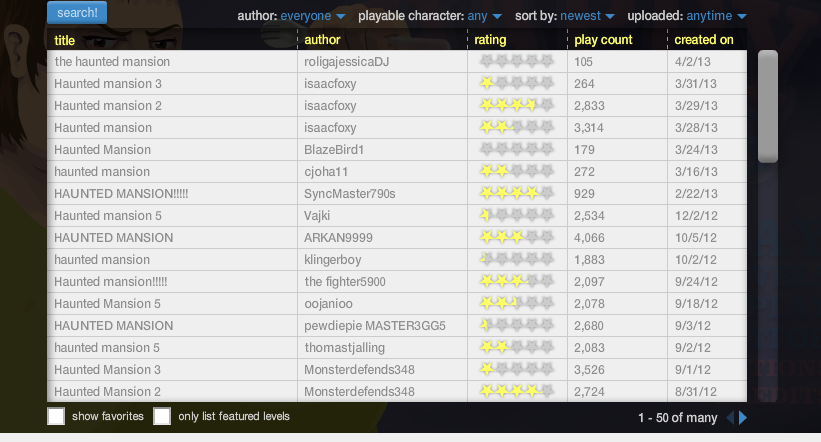 search!
author: everyone playable character: any sort by: newest uploaded: anytime
title author rating play count created on
the haunted mansion roligajessicaDJ 105 4/2/13
Haunted mansion 3 isaacfoxy 264 3/31/13
Haunted mansion 2 isaacfoxy 2,833 3/29/13
Haunted mansion isaacfoxy 3,314 3/28/13
Haunted Mansion BlazeBird1 179 3/24/13
haunted mansion cjoha11 272 3/16/13
HAUNTED MANSION!!!!! SyncMaster790s 929 2/22/13
Haunted mansion 5 Vajki 2,534 12/2/12
HAUNTED MANSION ARKAN9999 4,066 10/5/12
haunted mansion klingerboy 1,883 10/2/12
Haunted mansion!!!!! the fighter5900 2,097 9/24/12
Haunted Mansion 5 oojanioo 2,078 9/18/12
HAUNTED MANSION pewdiepie MASTER3GG5 2,680 9/3/12
haunted mansion 5 thomastjalling 2,083 9/2/12
Haunted Mansion 3 Monsterdefends348 3,526 9/1/12
Haunted Mansion 2 Monsterdefends348 2,724 8/31/12
show favorites only list featured levels 1 - 50 of many